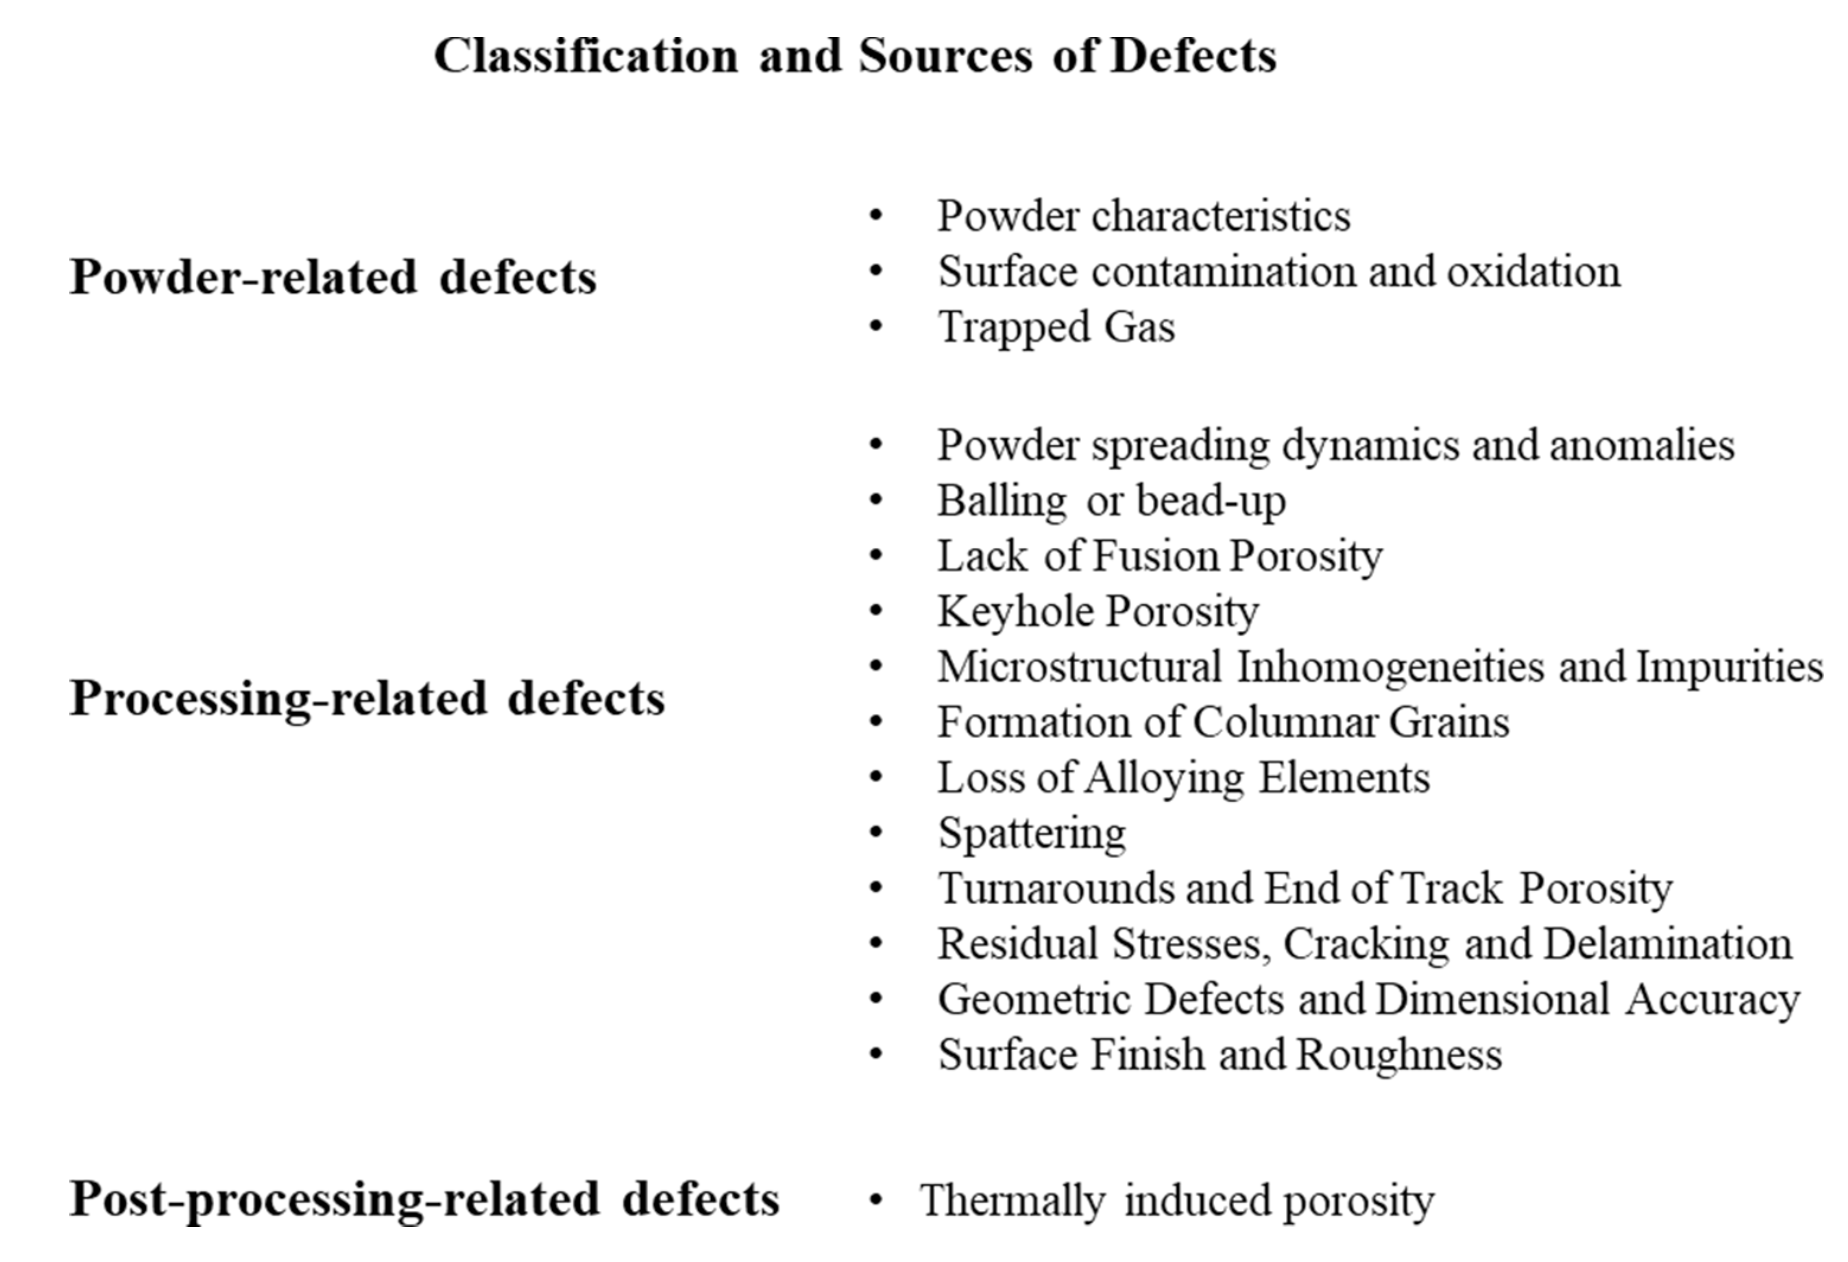 Classification and Sources of Defects
Powder-related defects
• Powder characteristics
• Surface contamination and oxidation
• Trapped Gas
Processing-related defects
• Powder spreading dynamics and anomalies
• Balling or bead-up
• Lack of Fusion Porosity
• Keyhole Porosity
• Microstructural Inhomogeneities and Impurities
• Formation of Columnar Grains
• Loss of Alloying Elements
• Spattering
• Turnarounds and End of Track Porosity
• Residual Stresses, Cracking and Delamination
• Geometric Defects and Dimensional Accuracy
• Surface Finish and Roughness
Post-processing-related defects
• Thermally induced porosity